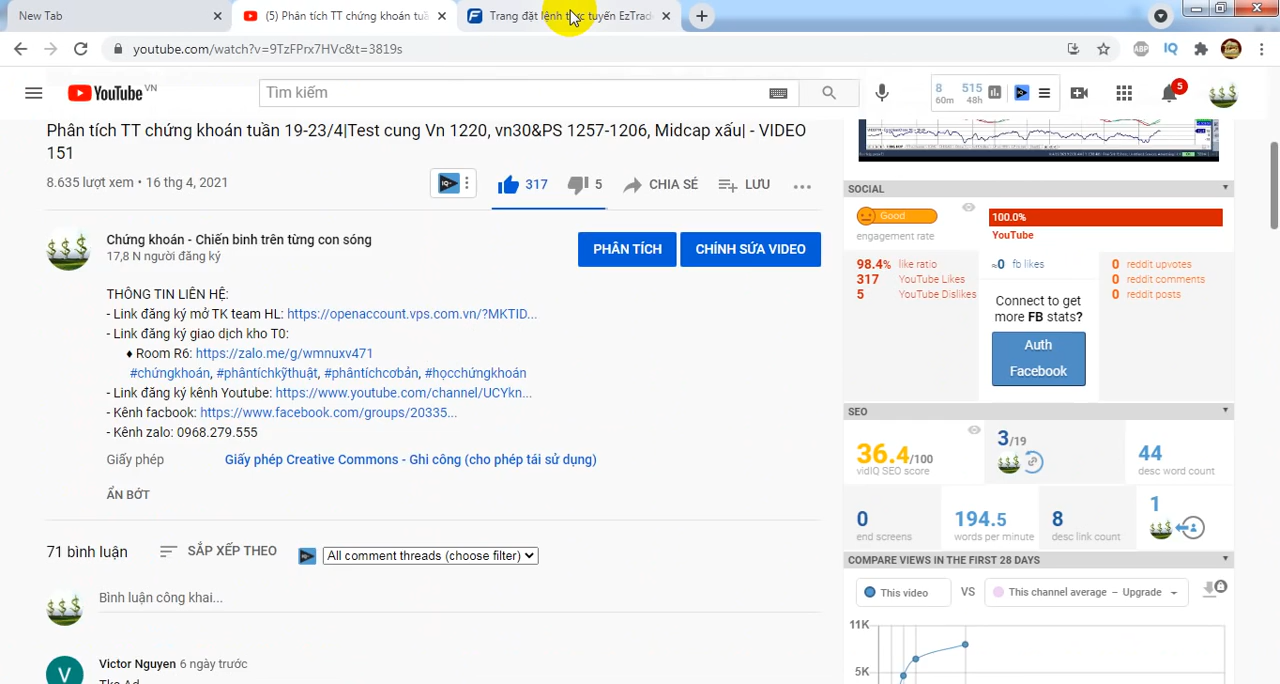 New Tab
(5) Phân tích TT chứng khoán tuầ
Trang đặt lệnh trực tuyến EzTrad
youtube.com/watch?v=9TzFPrx7HVc&t=3819s
ABP
IQ
YouTube VN
Tìm kiếm
8 515
60m 48h
5
Phân tích TT chứng khoán tuần 19-23/4|Test cung Vn 1220, vn30&PS 1257-1206, Midcap xấu| - VIDEO
151
8.635 lượt xem • 16 thg 4, 2021
317
5
CHIA SẺ
LƯU
Chứng khoán - Chiến binh trên từng con sóng
17,8 N người đăng ký
PHÂN TÍCH
CHỈNH SỬA VIDEO
THÔNG TIN LIÊN HỆ:
- Link đăng ký mở TK team HL: https://openaccount.vps.com.vn/?MKTID...
- Link đăng ký giao dịch kho T0:
♦ Room R6: https://zalo.me/g/wmnuxv471
#chứngkhoán, #phântíchkỹthuật, #phântíchcơbản, #họcchứngkhoán
- Link đăng ký kênh Youtube: https://www.youtube.com/channel/UCYkn...
- Kênh facbook: https://www.facebook.com/groups/20335...
- Kênh zalo: 0968.279.555
Giấy phép
Giấy phép Creative Commons - Ghi công (cho phép tái sử dụng)
ẨN BỚT
71 bình luận
SẮP XẾP THEO
All comment threads (choose filter)
Bình luận công khai...
V
Victor Nguyen 6 ngày trước
Tks Ad
SOCIAL
Good
engagement rate
100.0%
YouTube
98.4% like ratio
317 YouTube Likes
5 YouTube Dislikes
≈0 fb likes
Connect to get
more FB stats?
Auth
Facebook
0 reddit upvotes
0 reddit comments
0 reddit posts
SEO
36.4/100
vidIQ SEO score
3/19
44
desc word count
0
end screens
194.5
words per minute
8
desc link count
1
COMPARE VIEWS IN THE FIRST 28 DAYS
This video
VS
This channel average – Upgrade
11K
5K